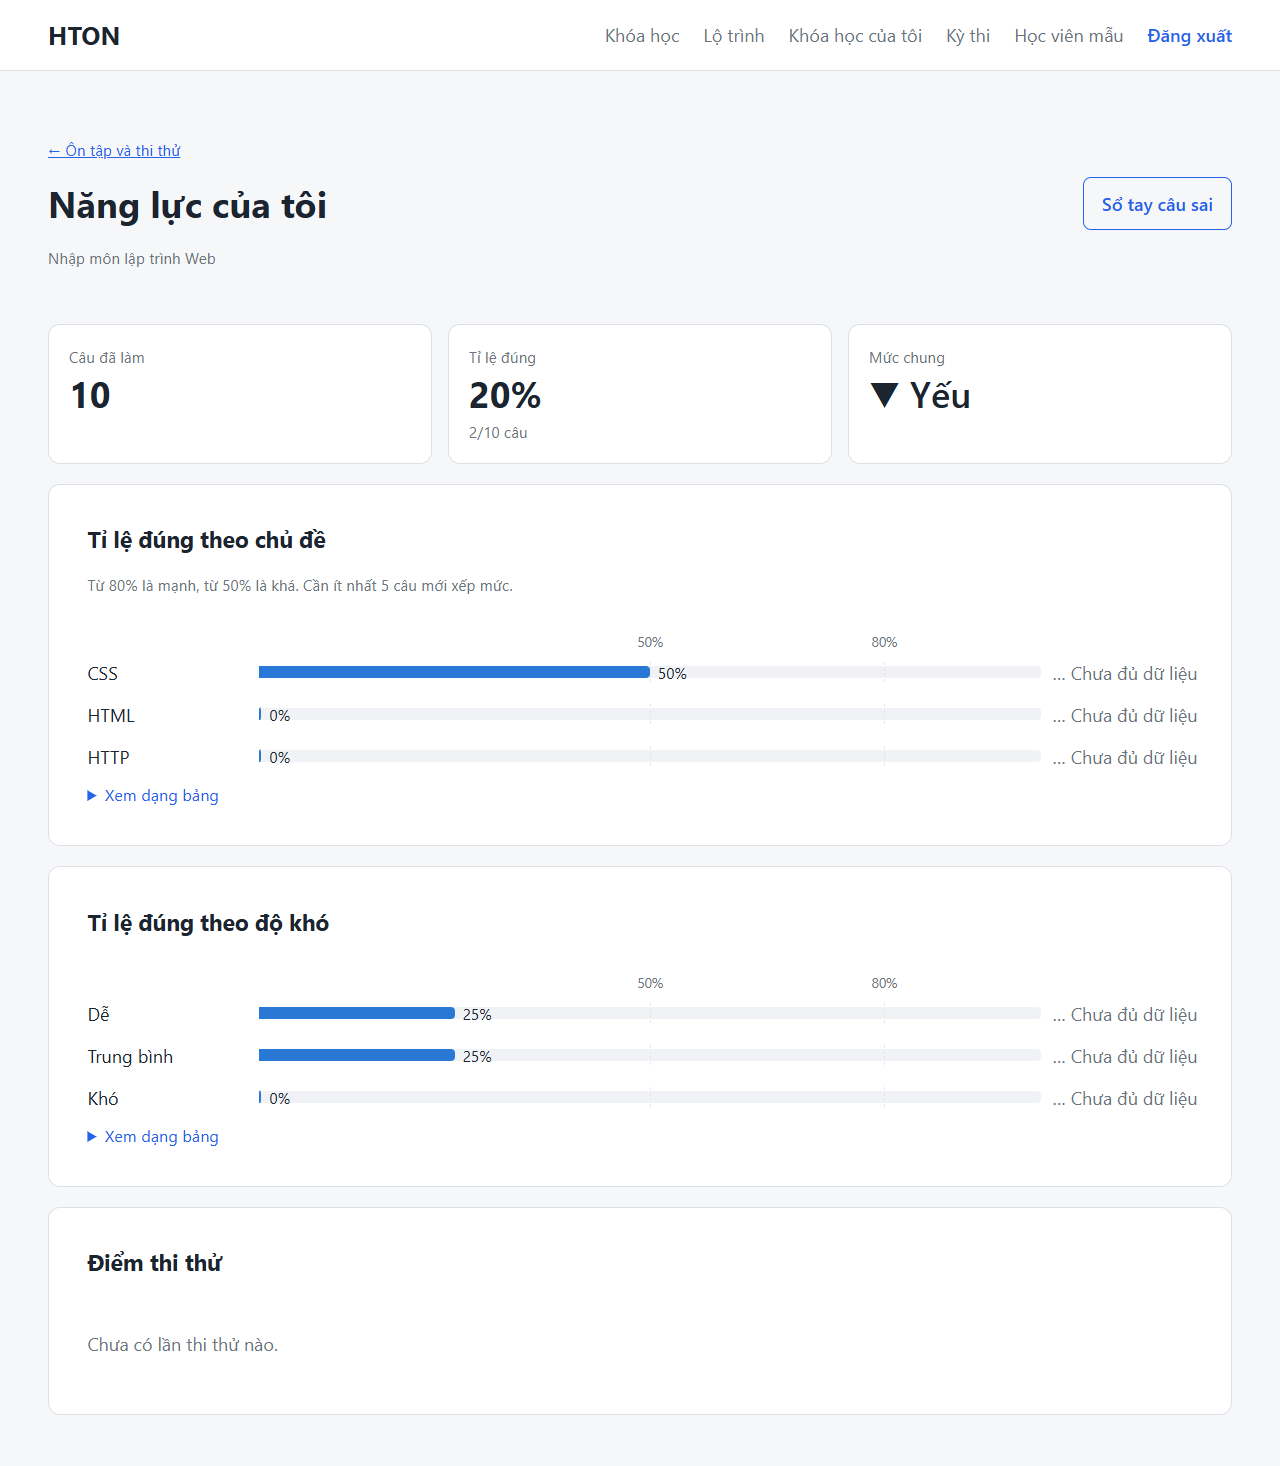 HTON
Khóa học Lộ trình Khóa học của tôi Kỳ thi Học viên mẫu Đăng xuất
← Ôn tập và thi thử
Năng lực của tôi
Sổ tay câu sai
Nhập môn lập trình Web
Câu đã làm
10
Tỉ lệ đúng
20%
2/10 câu
Mức chung
▼ Yếu
Tỉ lệ đúng theo chủ đề
Từ 80% là mạnh, từ 50% là khá. Cần ít nhất 5 câu mới xếp mức.
50% 80%
CSS 50% … Chưa đủ dữ liệu
HTML 0% … Chưa đủ dữ liệu
HTTP 0% … Chưa đủ dữ liệu
▶ Xem dạng bảng
Tỉ lệ đúng theo độ khó
50% 80%
Dễ 25% … Chưa đủ dữ liệu
Trung bình 25% … Chưa đủ dữ liệu
Khó 0% … Chưa đủ dữ liệu
▶ Xem dạng bảng
Điểm thi thử
Chưa có lần thi thử nào.